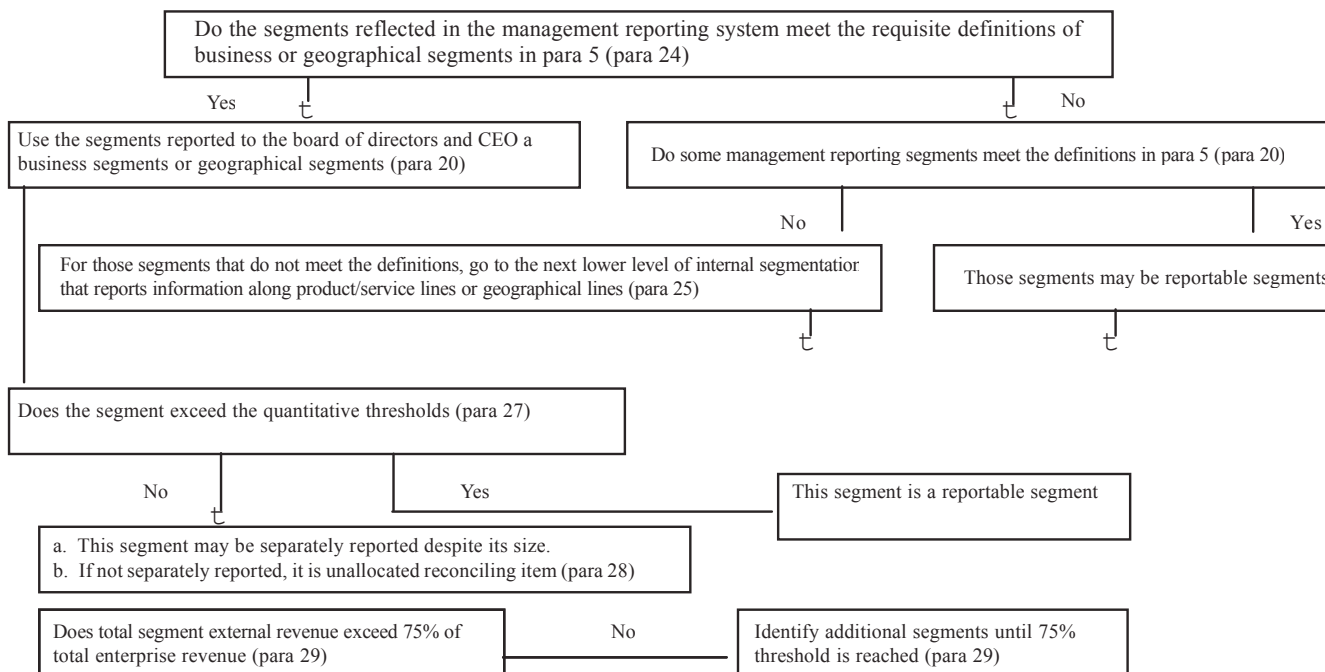 Do the segments reflected in the management reporting system meet the requisite definitions of
business or geographical segments in para 5 (para 24)
Yes
t
t
No
Use the segments reported to the board of directors and CEO a
business segments or geographical segments (para 20)
Do some management reporting segments meet the definitions in para 5 (para 20)
No
Yes
For those segments that do not meet the definitions, go to the next lower level of internal segmentation
that reports information along product/service lines or geographical lines (para 25)
Those segments may be reportable segments
t
t
Does the segment exceed the quantitative thresholds (para 27)
No
t
Yes
This segment is a reportable segment
a. This segment may be separately reported despite its size.
b. If not separately reported, it is unallocated reconciling item (para 28)
Does total segment external revenue exceed 75% of
total enterprise revenue (para 29)
No
Identify additional segments until 75%
threshold is reached (para 29)